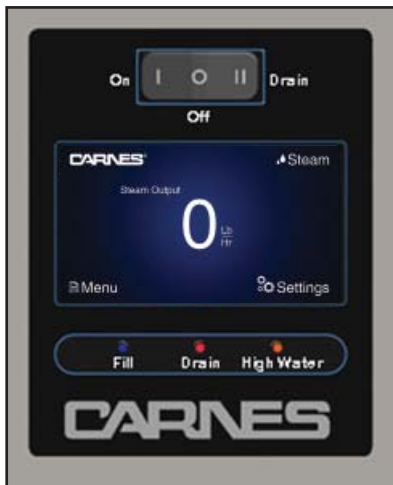 On I O II Drain
Off
CARNES
Steam
Steam Output
0 Lb
Hr
Menu
Settings
Fill Drain High Water
CARNES